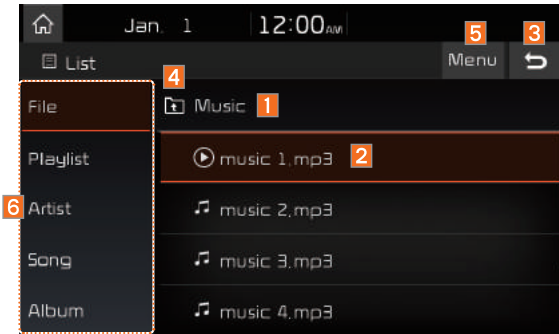 Jan. 1 12:00AM
5 3
List Menu
4
File Music 1
Playlist music 1.mp3 2
6 Artist music 2.mp3
Song music 3.mp3
Album music 4.mp3